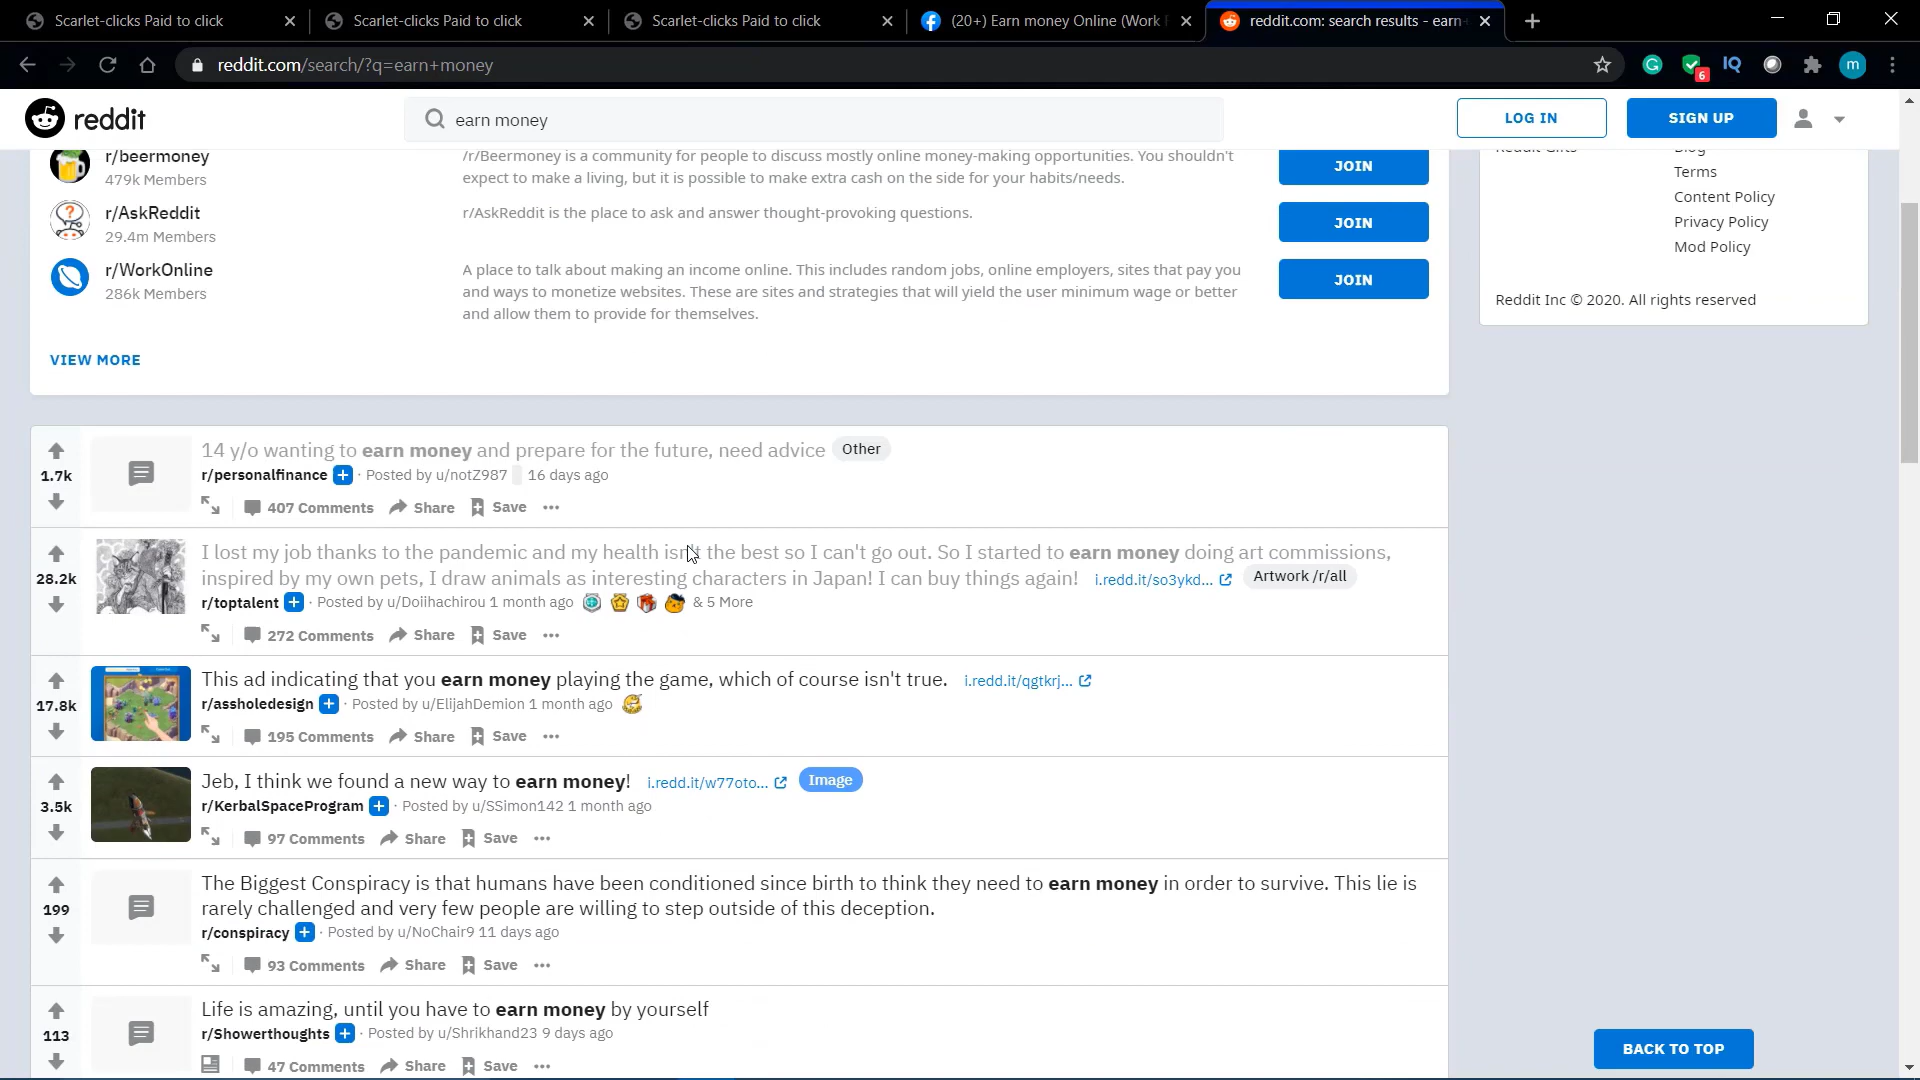 Scarlet-clicks Paid to click
Scarlet-clicks Paid to click
Scarlet-clicks Paid to click
(20+) Earn money Online (Work
reddit.com: search results - earn
reddit.com/search/?q=earn+money
6
IQ
m
reddit
earn money
LOG IN
SIGN UP
r/beermoney
479k Members
/r/Beermoney is a community for people to discuss mostly online money-making opportunities. You shouldn't
expect to make a living, but it is possible to make extra cash on the side for your habits/needs.
JOIN
r/AskReddit
29.4m Members
r/AskReddit is the place to ask and answer thought-provoking questions.
JOIN
r/WorkOnline
286k Members
A place to talk about making an income online. This includes random jobs, online employers, sites that pay you
and ways to monetize websites. These are sites and strategies that will yield the user minimum wage or better
and allow them to provide for themselves.
JOIN
VIEW MORE
Reddit Gifts
Blog
Terms
Content Policy
Privacy Policy
Mod Policy
Reddit Inc © 2020. All rights reserved
1.7k
14 y/o wanting to earn money and prepare for the future, need advice Other
r/personalfinance · Posted by u/notZ987 16 days ago
407 Comments Share Save ...
28.2k
I lost my job thanks to the pandemic and my health isn't the best so I can't go out. So I started to earn money doing art commissions,
inspired by my own pets, I draw animals as interesting characters in Japan! I can buy things again! i.redd.it/so3ykd... Artwork /r/all
r/toptalent · Posted by u/Doiihachirou 1 month ago & 5 More
272 Comments Share Save ...
17.8k
This ad indicating that you earn money playing the game, which of course isn't true. i.redd.it/qgtkrj...
r/assholedesign · Posted by u/ElijahDemion 1 month ago
195 Comments Share Save ...
3.5k
Jeb, I think we found a new way to earn money! i.redd.it/w77oto... Image
r/KerbalSpaceProgram · Posted by u/SSimon142 1 month ago
97 Comments Share Save ...
199
The Biggest Conspiracy is that humans have been conditioned since birth to think they need to earn money in order to survive. This lie is
rarely challenged and very few people are willing to step outside of this deception.
r/conspiracy · Posted by u/NoChair9 11 days ago
93 Comments Share Save ...
113
Life is amazing, until you have to earn money by yourself
r/Showerthoughts · Posted by u/Shrikhand23 9 days ago
47 Comments Share Save ...
BACK TO TOP